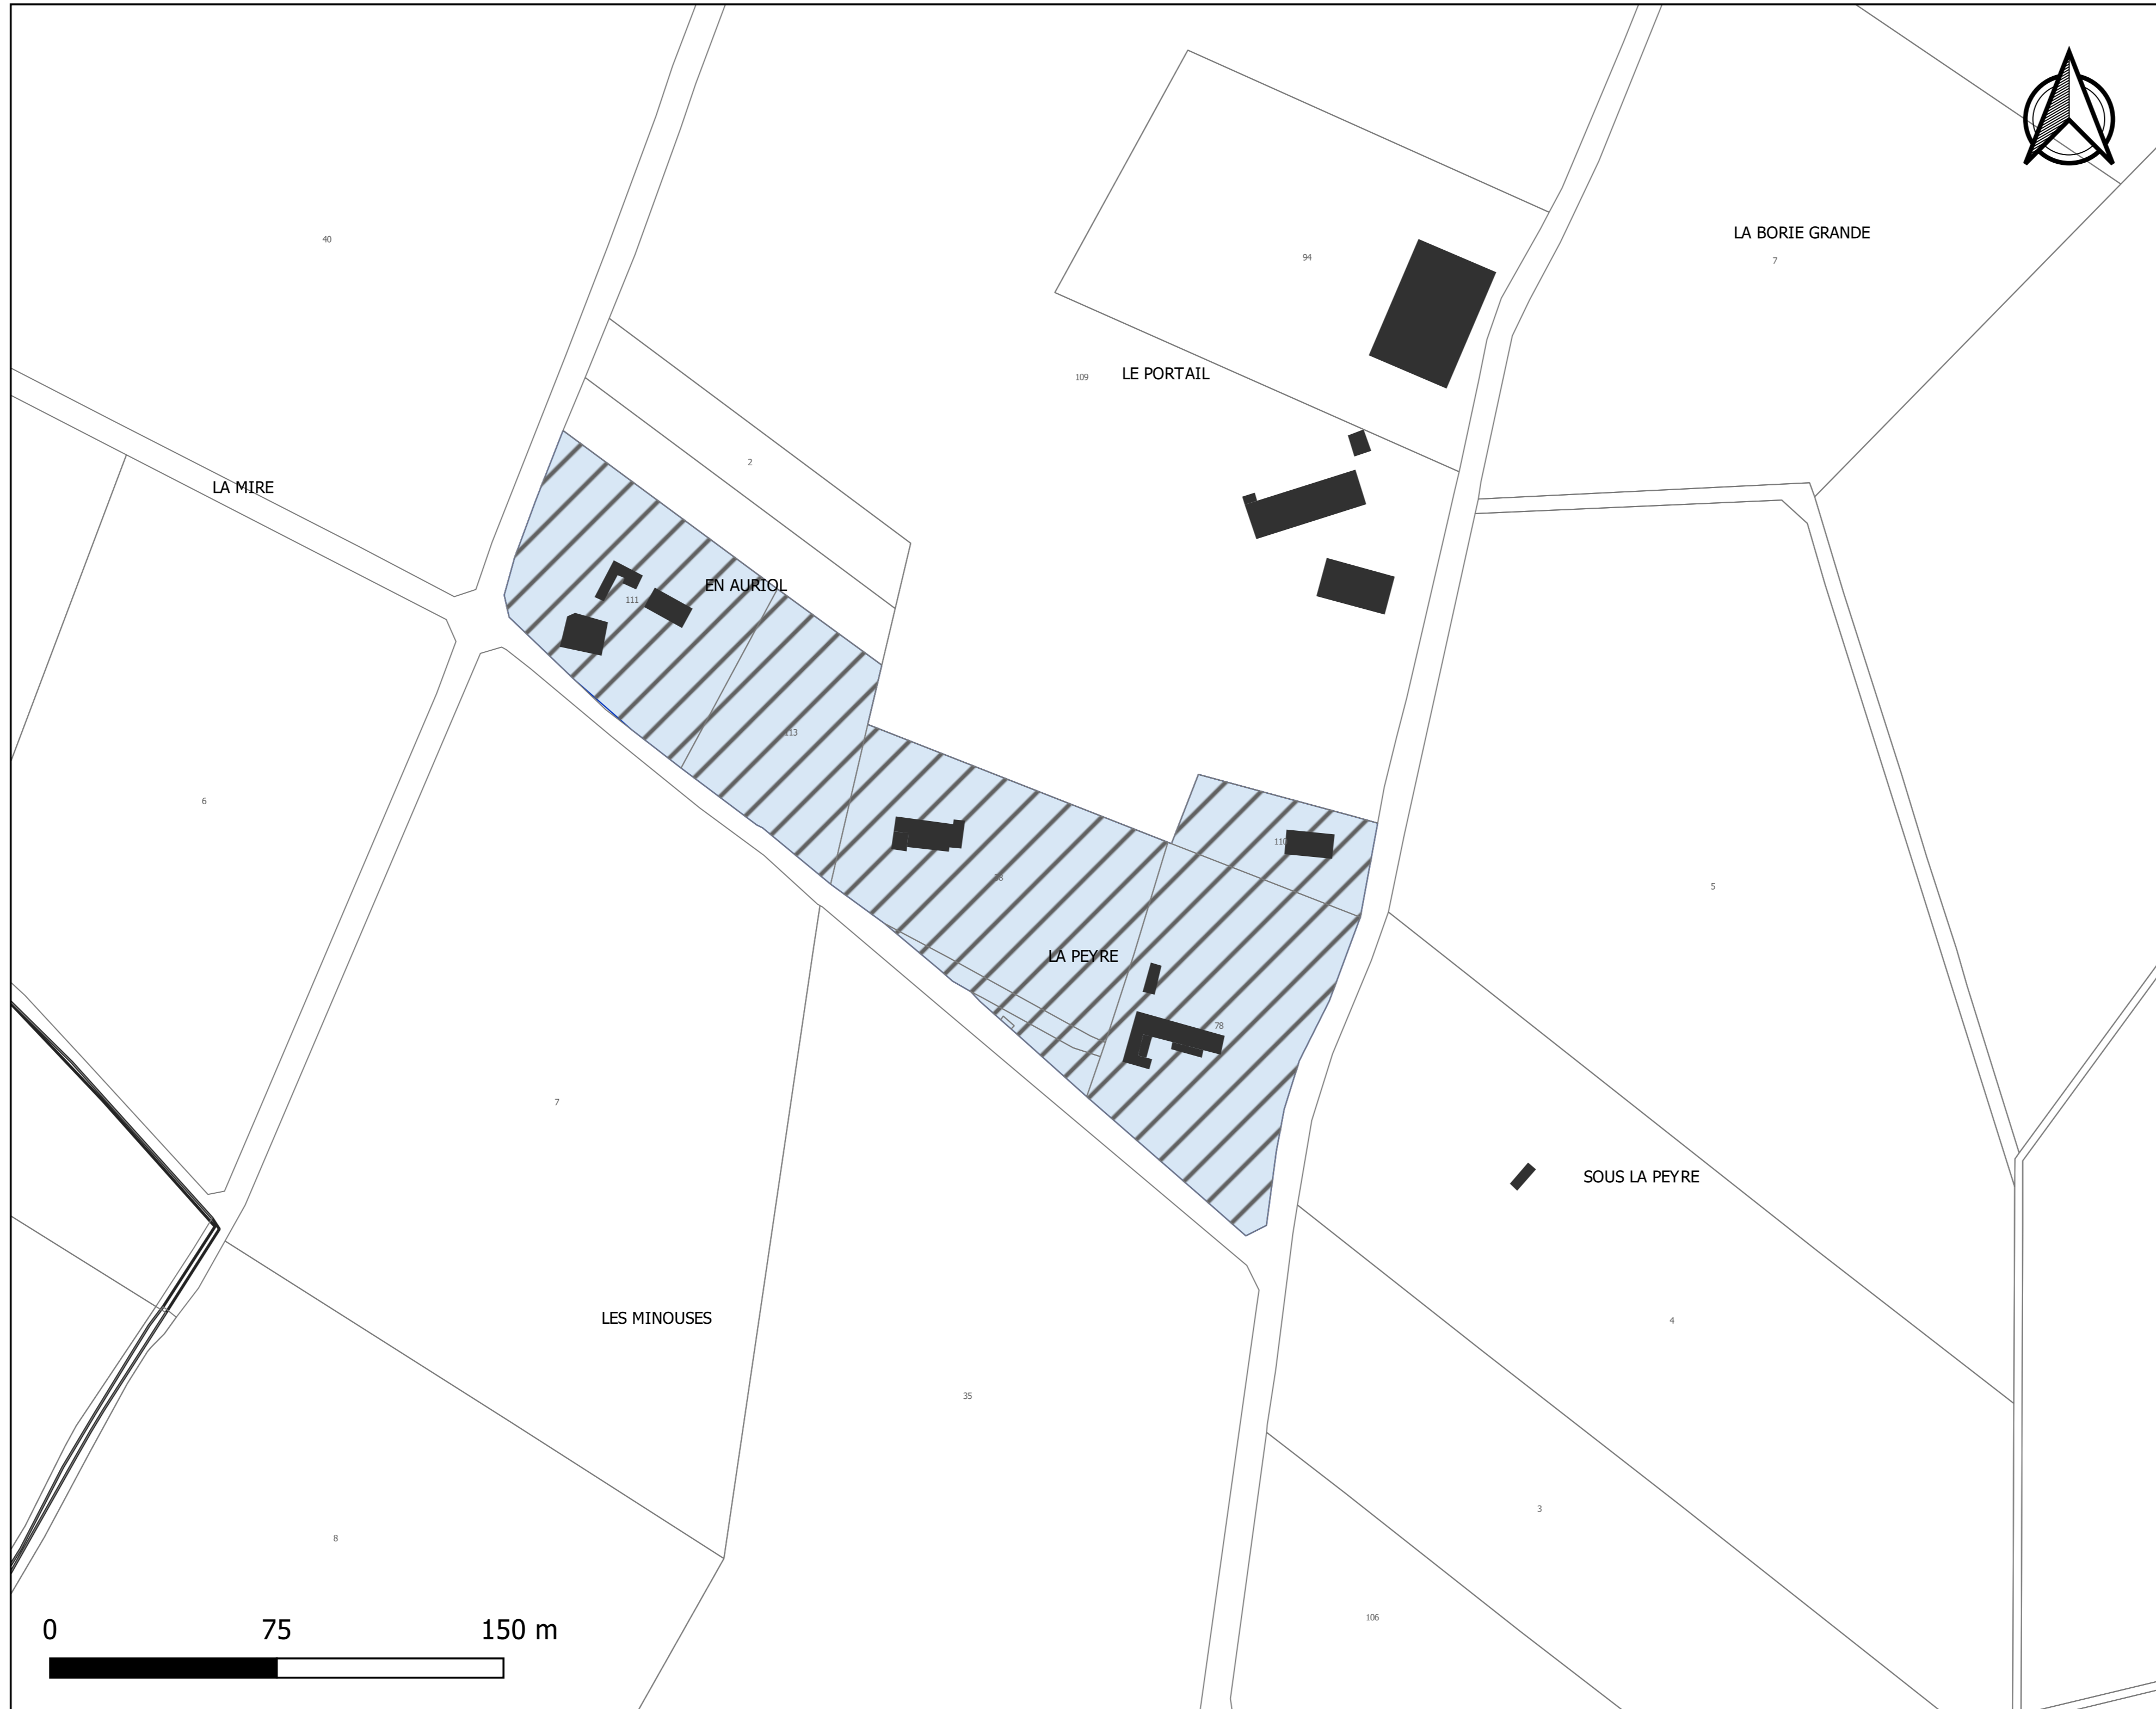 40
LA BORIE GRANDE
7
94
LE PORTAIL
109
2
LA MIRE
EN AURIOL
111
113
6
110
5
LA PEYRE
78
7
SOUS LA PEYRE
LES MINOUSES
4
35
3
8
106
0 75 150 m